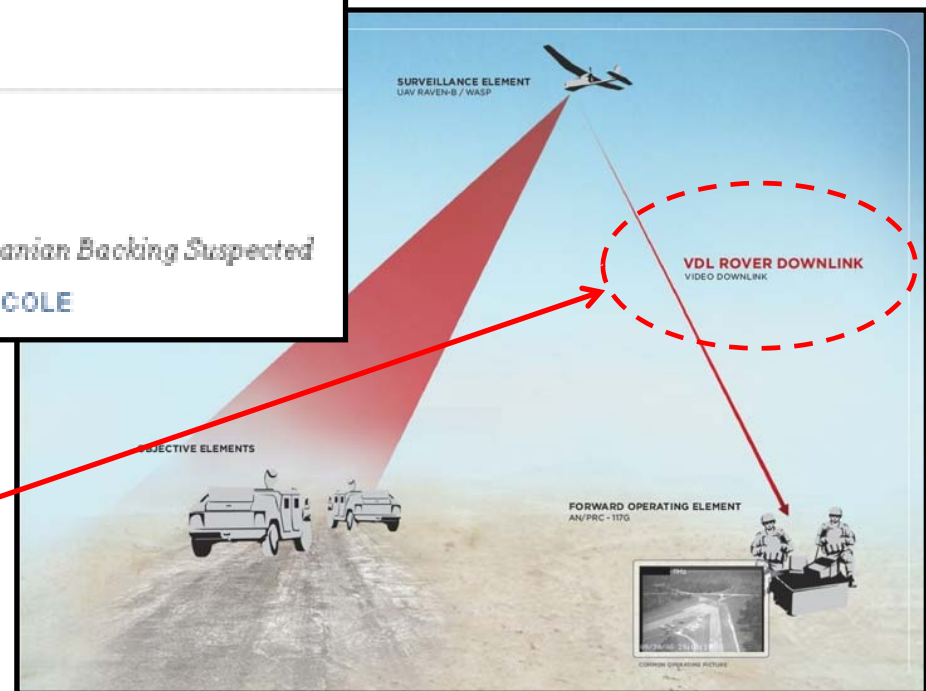 anian Backing Suspected
COLE
SURVEILLANCE ELEMENT
UAV RAVEN-B / WASP
VDL ROVER DOWNLINK
VIDEO DOWNLINK
OBJECTIVE ELEMENTS
FORWARD OPERATING ELEMENT
AN/PRC - 117G
COMMON OPERATING PICTURE